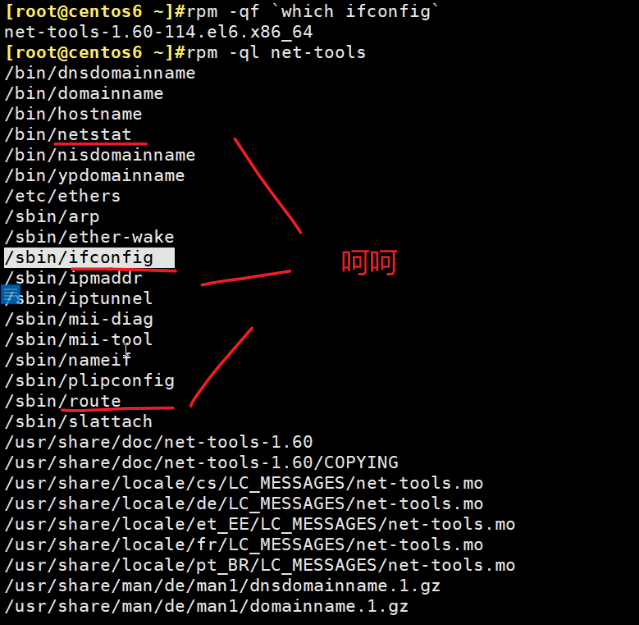 [root@centos6 ~]#rpm -qf `which ifconfig`
net-tools-1.60-114.el6.x86_64
[root@centos6 ~]#rpm -ql net-tools
/bin/dnsdomainname
/bin/domainname
/bin/hostname
/bin/netstat
/bin/nisdomainname
/bin/ypdomainname
/etc/ethers
/sbin/arp
/sbin/ether-wake
/sbin/ifconfig
呵呵
/sbin/ipmaddr
/sbin/iptunnel
/sbin/mii-diag
/sbin/mii-tool
/sbin/nameif
/sbin/plipconfig
/sbin/route
/sbin/slattach
/usr/share/doc/net-tools-1.60
/usr/share/doc/net-tools-1.60/COPYING
/usr/share/locale/cs/LC_MESSAGES/net-tools.mo
/usr/share/locale/de/LC_MESSAGES/net-tools.mo
/usr/share/locale/et_EE/LC_MESSAGES/net-tools.mo
/usr/share/locale/fr/LC_MESSAGES/net-tools.mo
/usr/share/locale/pt_BR/LC_MESSAGES/net-tools.mo
/usr/share/man/de/man1/dnsdomainname.1.gz
/usr/share/man/de/man1/domainname.1.gz